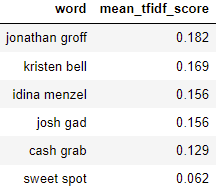 word mean_tfidf_score
jonathan groff 0.182
kristen bell 0.169
idina menzel 0.156
josh gad 0.156
cash grab 0.129
sweet spot 0.062